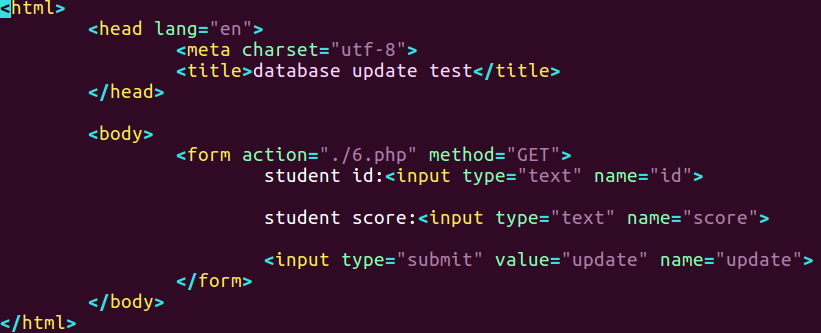 <html>
<head lang="en">
<meta charset="utf-8">
<title>database update test</title>
</head>
<body>
<form action="./6.php" method="GET">
student id:<input type="text" name="id">
student score:<input type="text" name="score">
<input type="submit" value="update" name="update">
</form>
</body>
</html>